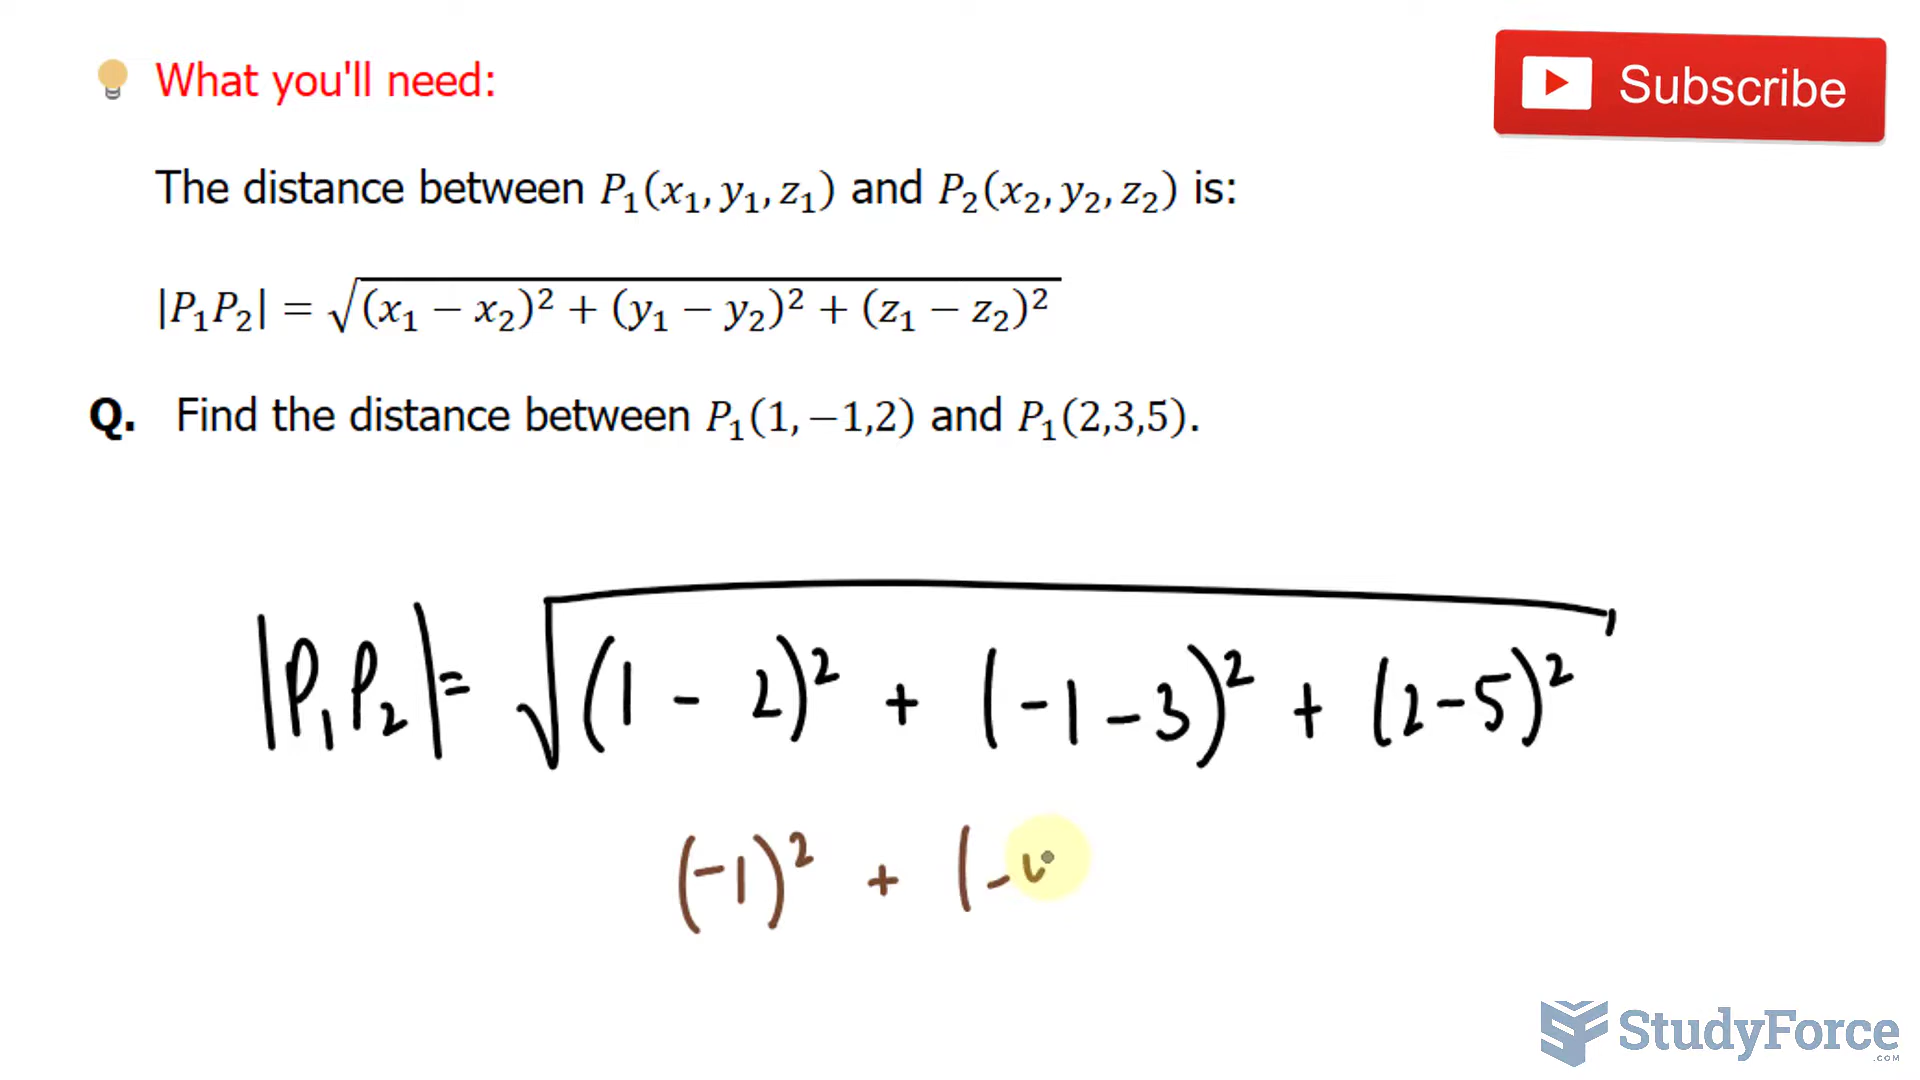 What you'll need:
Subscribe
The distance between P₁(x₁, y₁, z₁) and P₂(x₂, y₂, z₂) is:
|P₁P₂| = √(x₁ − x₂)² + (y₁ − y₂)² + (z₁ − z₂)²
Q. Find the distance between P₁(1, −1,2) and P₁(2,3,5).
|P₁P₂| = √(1 - 2)² + (-1-3)² + (2-5)²
(-1)² + (-
StudyForce
.COM